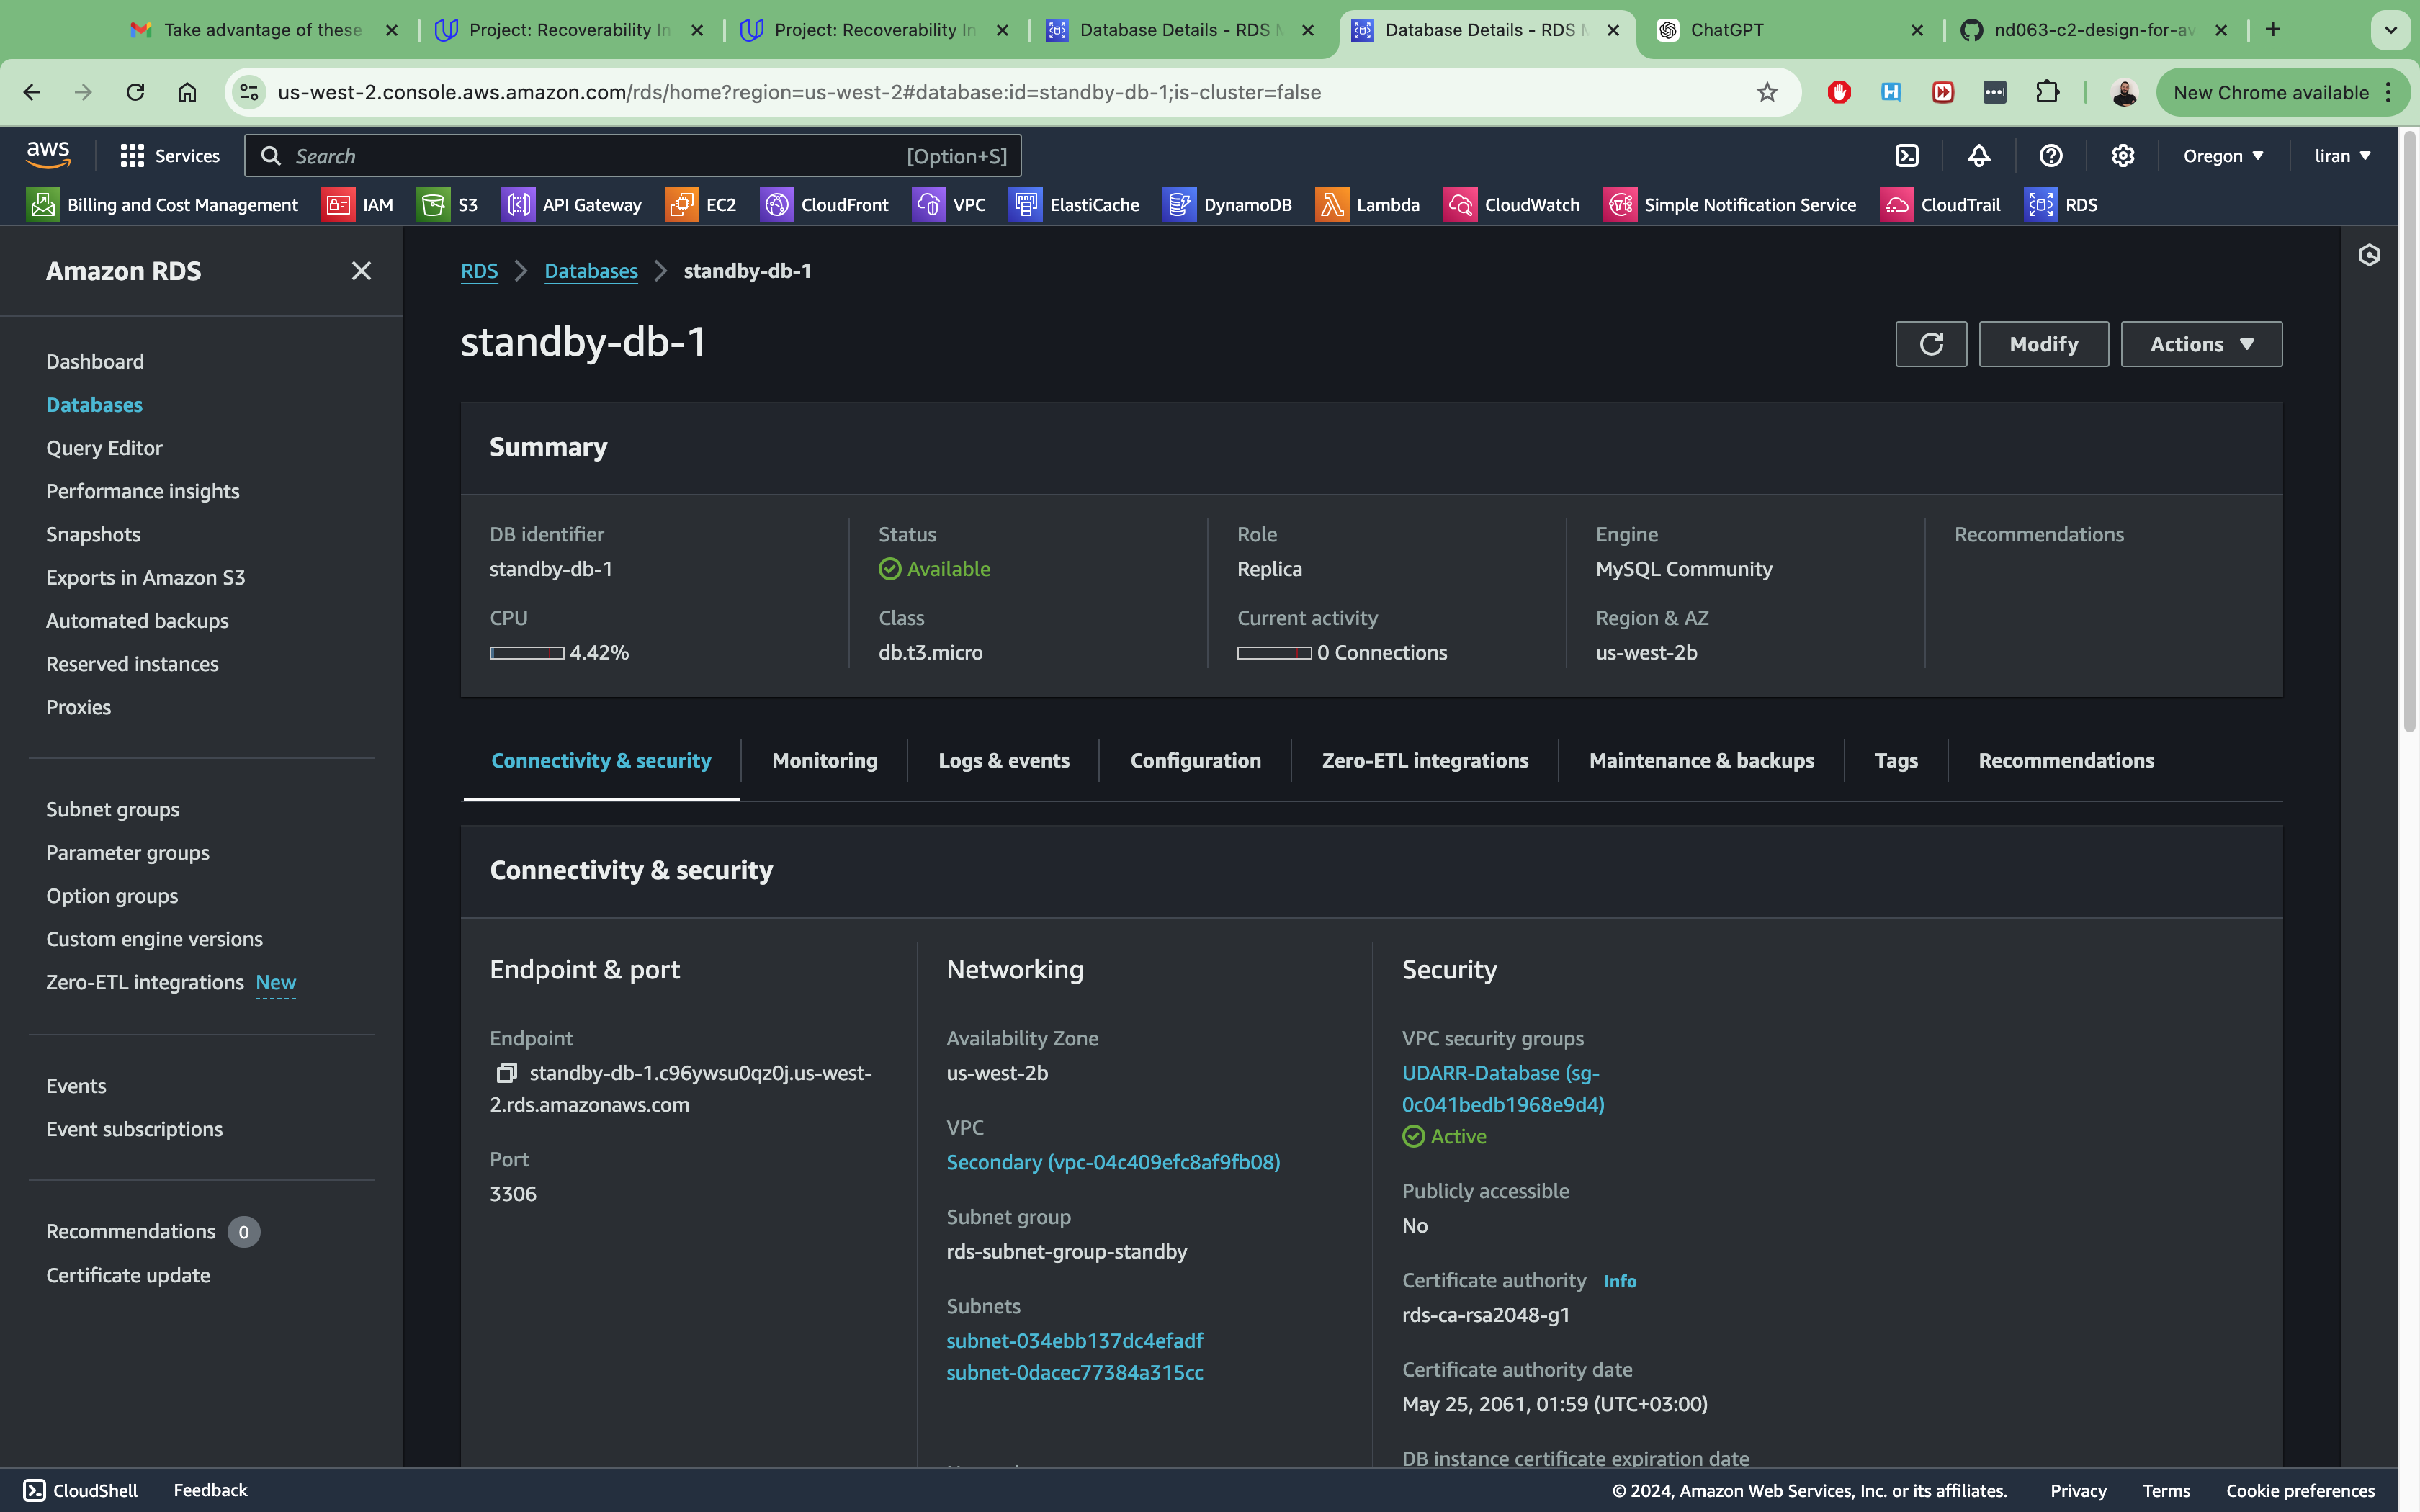 Take advantage of these
Project: Recoverability In
Project: Recoverability In
Database Details - RDS M
Database Details - RDS M
ChatGPT
nd063-c2-design-for-av
us-west-2.console.aws.amazon.com/rds/home?region=us-west-2#database:id=standby-db-1;is-cluster=false
New Chrome available
aws
Services
Search
[Option+S]
Oregon
liran
Billing and Cost Management
IAM
S3
API Gateway
EC2
CloudFront
VPC
ElastiCache
DynamoDB
Lambda
CloudWatch
Simple Notification Service
CloudTrail
RDS
Amazon RDS
Dashboard
Databases
Query Editor
Performance insights
Snapshots
Exports in Amazon S3
Automated backups
Reserved instances
Proxies
Subnet groups
Parameter groups
Option groups
Custom engine versions
Zero-ETL integrations New
Events
Event subscriptions
Recommendations 0
Certificate update
RDS
Databases
standby-db-1
standby-db-1
Modify
Actions
Summary
DB identifier
standby-db-1
CPU
4.42%
Status
Available
Class
db.t3.micro
Role
Replica
Current activity
0 Connections
Engine
MySQL Community
Region & AZ
us-west-2b
Recommendations
Connectivity & security
Monitoring
Logs & events
Configuration
Zero-ETL integrations
Maintenance & backups
Tags
Recommendations
Connectivity & security
Endpoint & port
Endpoint
standby-db-1.c96ywsu0qz0j.us-west-
2.rds.amazonaws.com
Port
3306
Networking
Availability Zone
us-west-2b
VPC
Secondary (vpc-04c409efc8af9fb08)
Subnet group
rds-subnet-group-standby
Subnets
subnet-034ebb137dc4efadf
subnet-0dacec77384a315cc
Security
VPC security groups
UDARR-Database (sg-
0c041bedb1968e9d4)
Active
Publicly accessible
No
Certificate authority Info
rds-ca-rsa2048-g1
Certificate authority date
May 25, 2061, 01:59 (UTC+03:00)
DB instance certificate expiration date
CloudShell
Feedback
© 2024, Amazon Web Services, Inc. or its affiliates.
Privacy
Terms
Cookie preferences